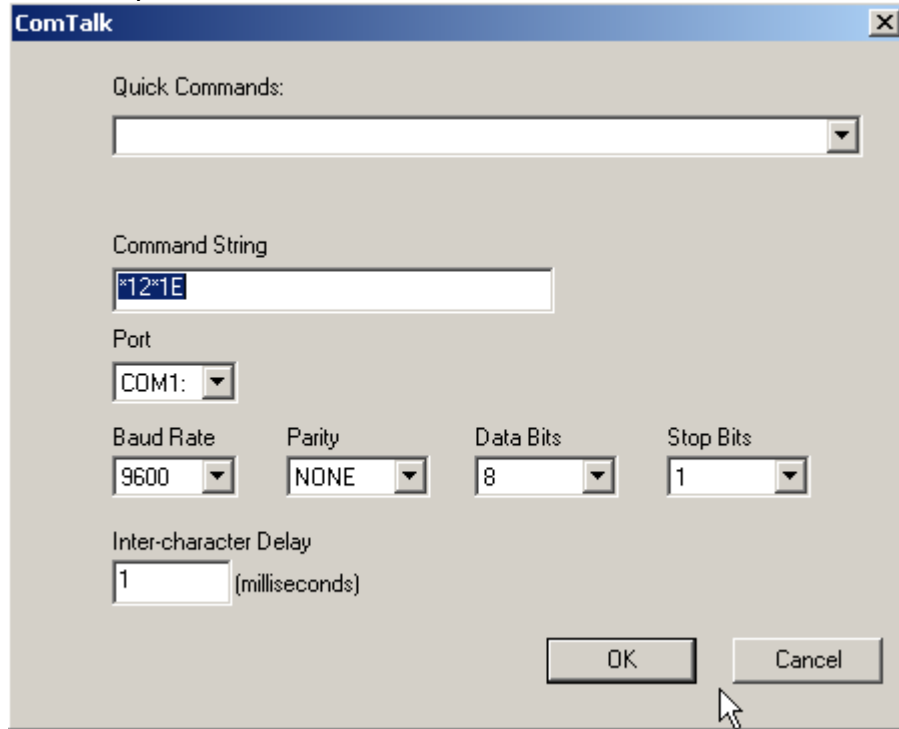 ComTalk
Quick Commands:
Command String
*12*1E
Port
COM1:
Baud Rate Parity Data Bits Stop Bits
9600 NONE 8 1
Inter-character Delay
1 (milliseconds)
OK Cancel